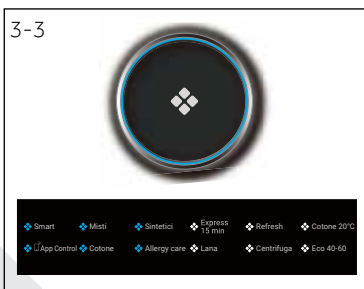 3-3
Smart Misti Sintetici Express 15 min Refresh Cotone 20°C
App Control Cotone Allergy care Lana Centrifuga Eco 40-60